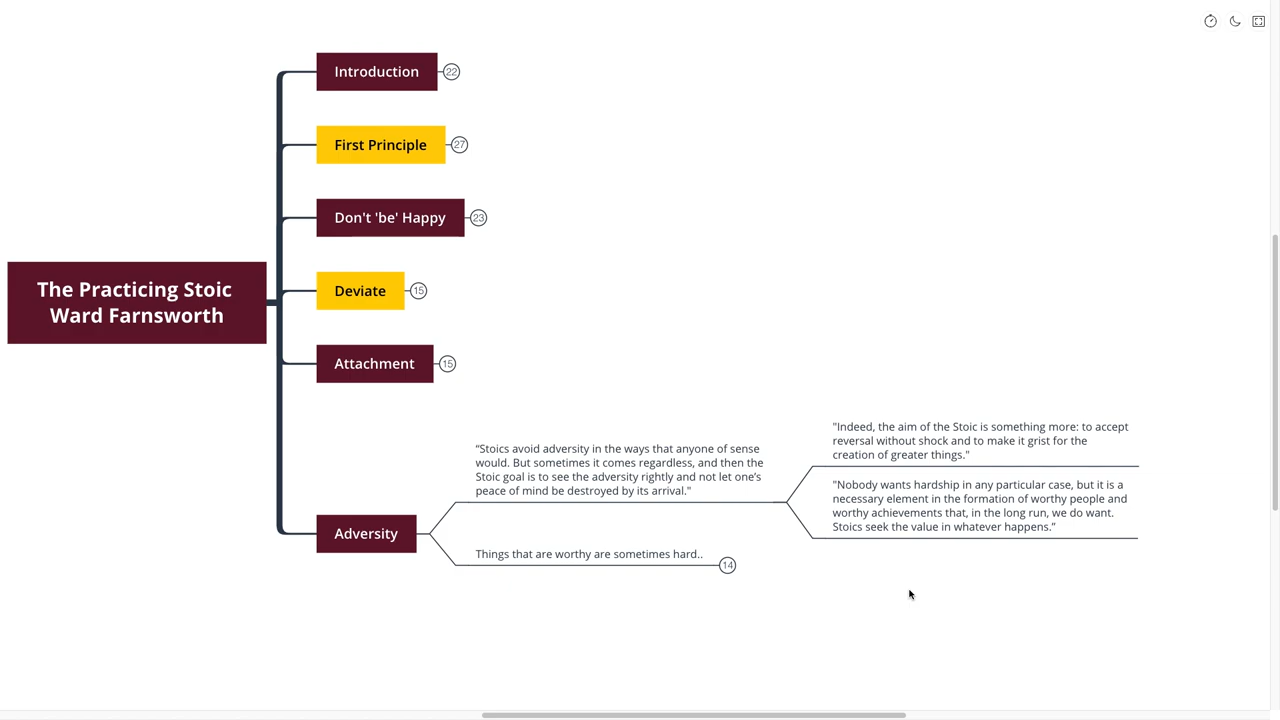 Introduction
22
First Principle
27
Don't 'be' Happy
23
The Practicing Stoic
Ward Farnsworth
Deviate
15
Attachment
15
Adversity
“Stoics avoid adversity in the ways that anyone of sense
would. But sometimes it comes regardless, and then the
Stoic goal is to see the adversity rightly and not let one’s
peace of mind be destroyed by its arrival."
"Indeed, the aim of the Stoic is something more: to accept
reversal without shock and to make it grist for the
creation of greater things."
"Nobody wants hardship in any particular case, but it is a
necessary element in the formation of worthy people and
worthy achievements that, in the long run, we do want.
Stoics seek the value in whatever happens.”
Things that are worthy are sometimes hard..
14